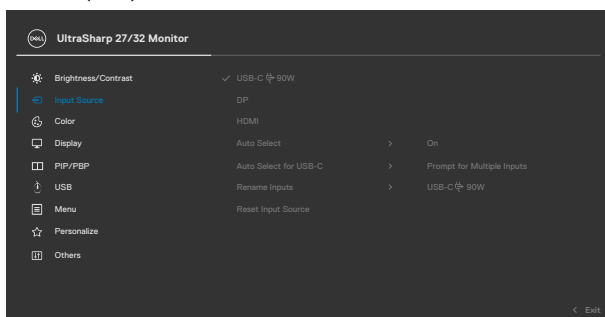 DELL
UltraSharp 27/32 Monitor
Brightness/Contrast
✓ USB-C 90W
Input Source
DP
Color
HDMI
Display
Auto Select > On
PIP/PBP
Auto Select for USB-C > Prompt for Multiple Inputs
USB
Rename Inputs > USB-C 90W
Menu
Reset Input Source
Personalize
Others
< Exit